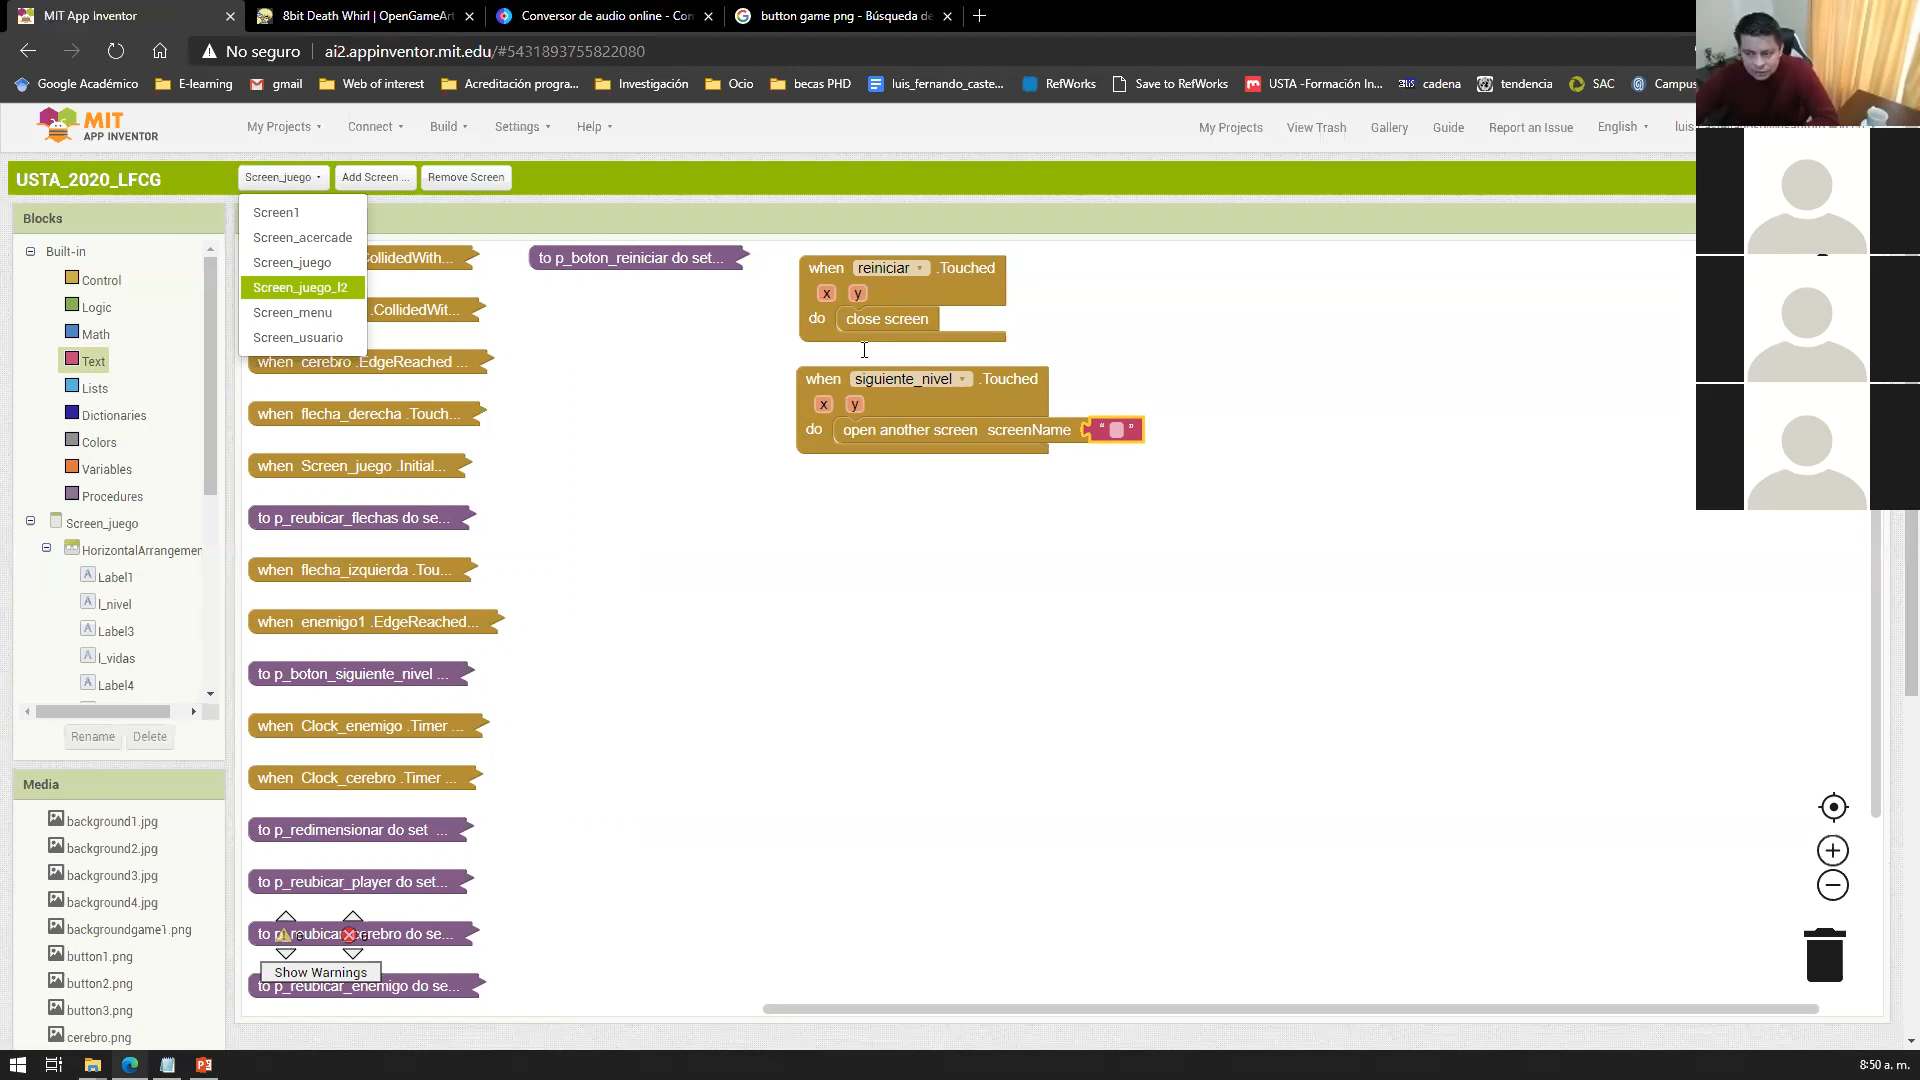 MIT App Inventor
8bit Death Whirl | OpenGameArt
Conversor de audio online - Con
button game png - Búsqueda de
No seguro
ai2.appinventor.mit.edu/#5431893755822080
Google Académico
E-learning
gmail
Web of interest
Acreditación progra...
Investigación
Ocio
becas PHD
luis_fernando_caste...
RefWorks
Save to RefWorks
USTA -Formación In...
cadena
tendencia
SAC
Campus
MIT
APP INVENTOR
My Projects
Connect
Build
Settings
Help
My Projects
View Trash
Gallery
Guide
Report an Issue
English
luis
USTA_2020_LFCG
Screen_juego
Add Screen ...
Remove Screen
Screen1
Screen_acercade
Screen_juego
Screen_juego_l2
Screen_menu
Screen_usuario
Blocks
Built-in
Control
Logic
Math
Text
Lists
Dictionaries
Colors
Variables
Procedures
Screen_juego
HorizontalArrangemer
Label1
l_nivel
Label3
l_vidas
Label4
Rename
Delete
Media
background1.jpg
background2.jpg
background3.jpg
background4.jpg
backgroundgame1.png
button1.png
button2.png
button3.png
cerebro.png
CollidedWith...
.CollidedWit...
when cerebro .EdgeReached ...
when flecha_derecha .Touch...
when Screen_juego .Initial...
to p_reubicar_flechas do se...
when flecha_izquierda .Tou...
when enemigo1 .EdgeReached...
to p_boton_siguiente_nivel ...
when Clock_enemigo .Timer ...
when Clock_cerebro .Timer ...
to p_redimensionar do set ...
to p_reubicar_player do set...
to p_reubicar_cerebro do se...
Show Warnings
to p_reubicar_enemigo do se...
to p_boton_reiniciar do set...
when reiniciar .Touched
x y
do close screen
when siguiente_nivel .Touched
x y
do open another screen screenName " "
8:50 a. m.